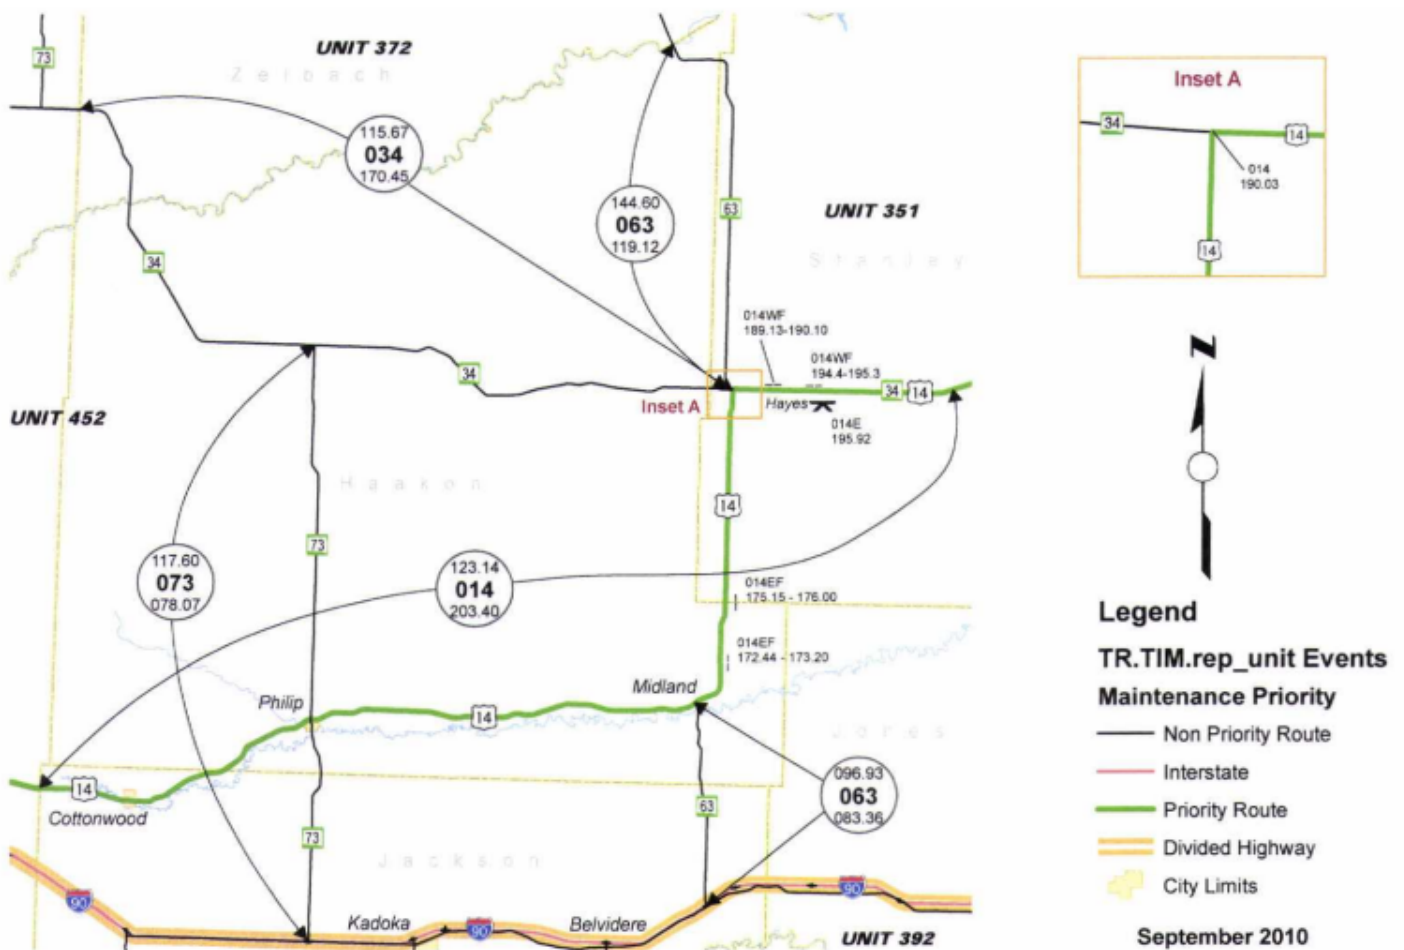 73
UNIT 372
Ziebach
115.67
034
170.45
144.60
063
119.12
63
UNIT 351
Stanley
34
014WF
189.13-190.10
014WF
194.4-195.3
34
34
14
Inset A
Hayes
014E
195.92
UNIT 452
Haakon
14
73
117.60
073
078.07
123.14
014
203.40
014EF
175.15 - 176.00
014EF
172.44 - 173.20
Midland
Philip
14
Jones
14
Cottonwood
096.93
063
083.36
63
73
Jackson
90
90
90
Kadoka
Belvidere
UNIT 392
Inset A
34
14
014
190.03
14
N
Legend
TR.TIM.rep_unit Events
Maintenance Priority
Non Priority Route
Interstate
Priority Route
Divided Highway
City Limits
September 2010